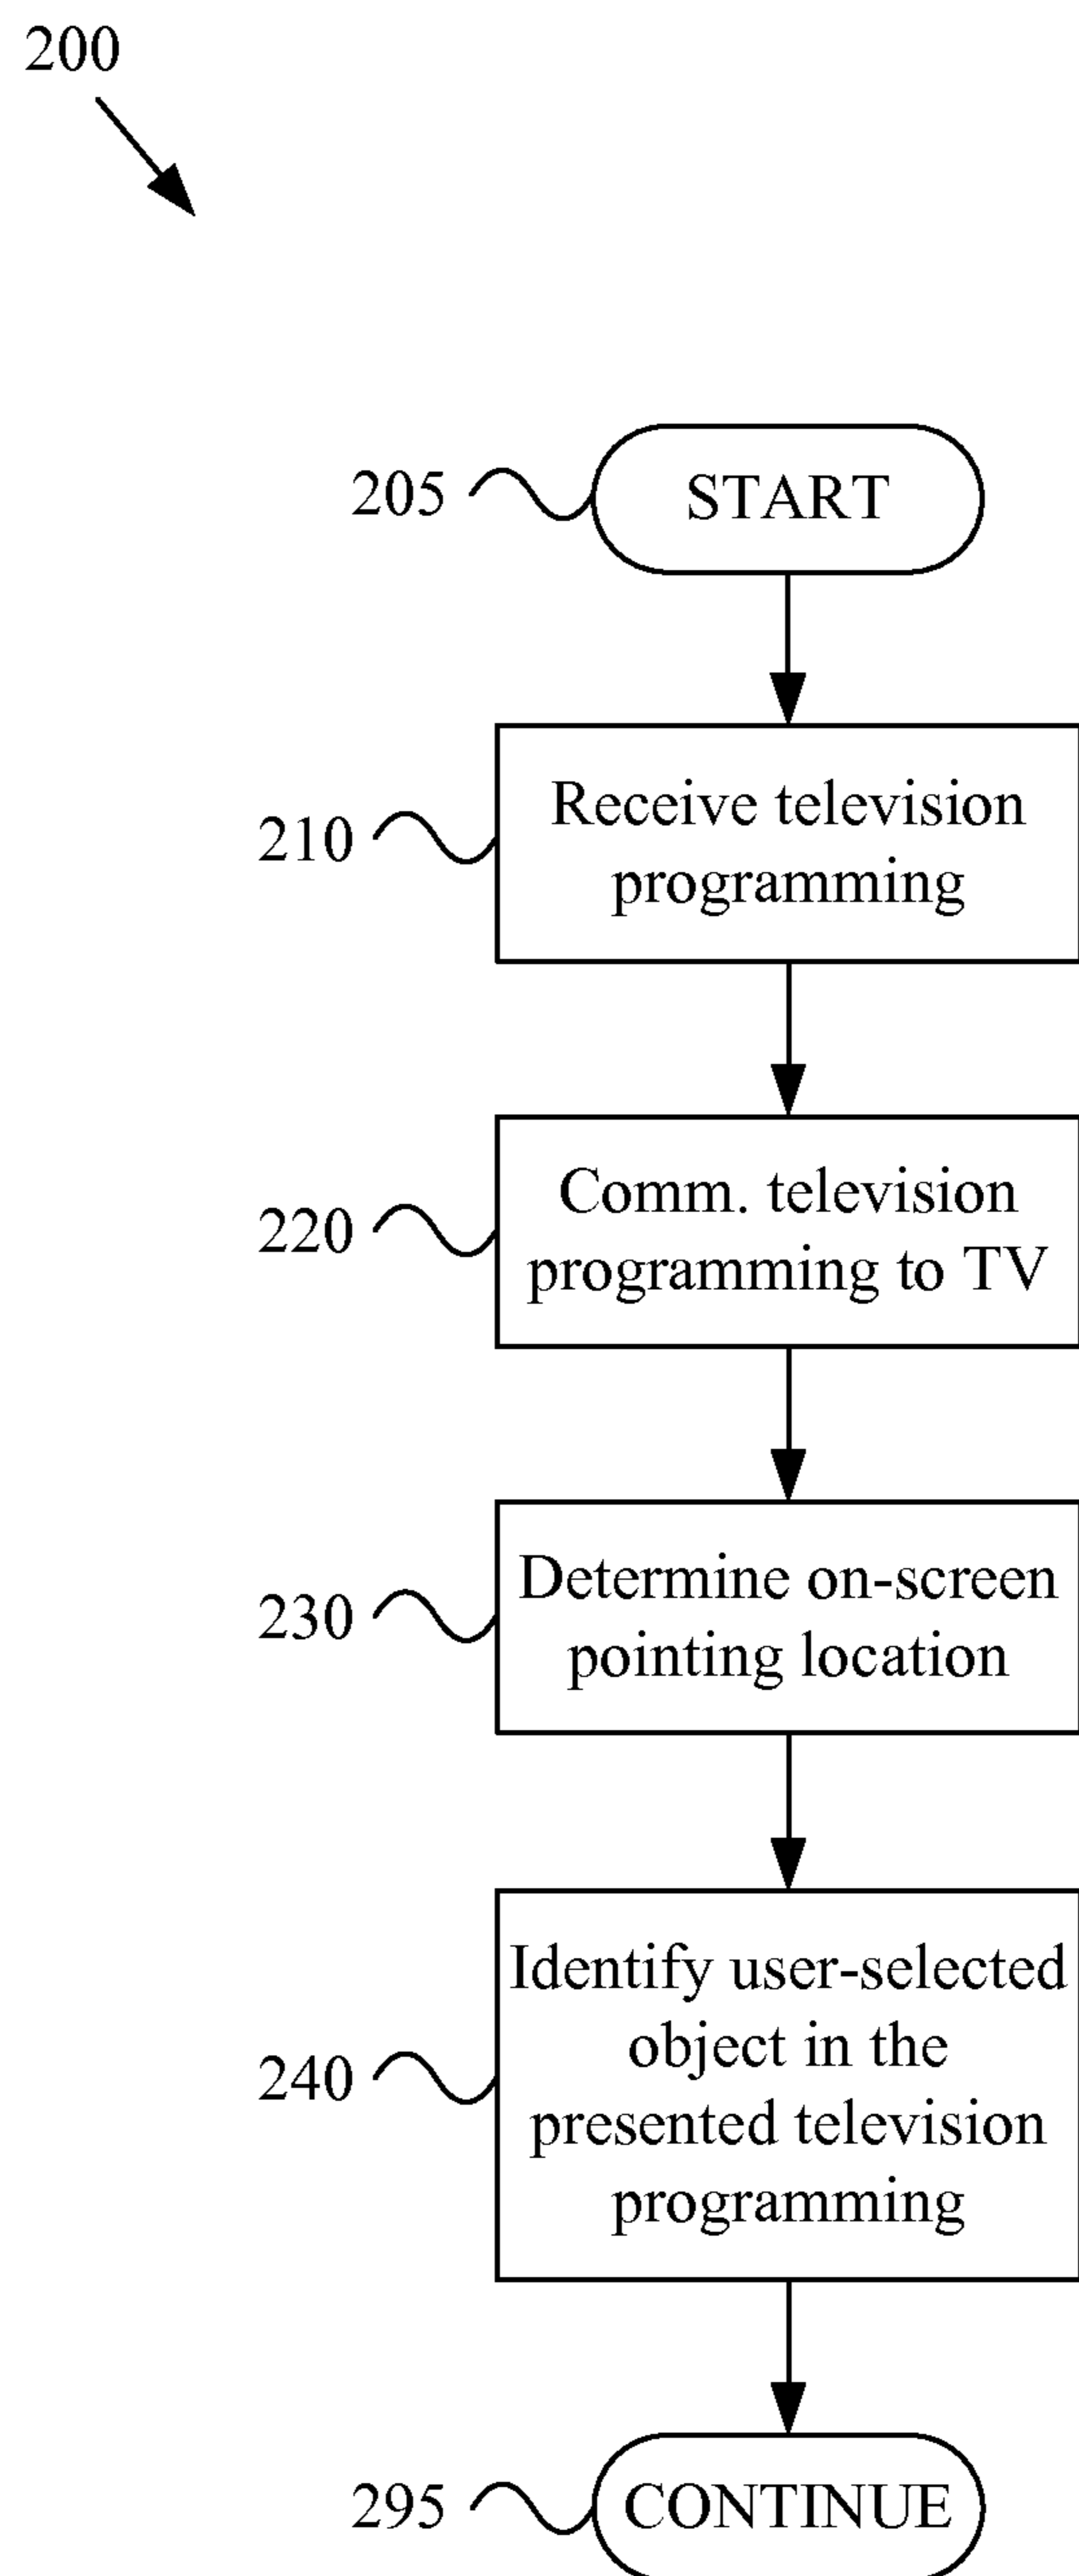 200
205
START
210
Receive television
programming
220
Comm. television
programming to TV
230
Determine on-screen
pointing location
240
Identify user-selected
object in the
presented television
programming
295
CONTINUE